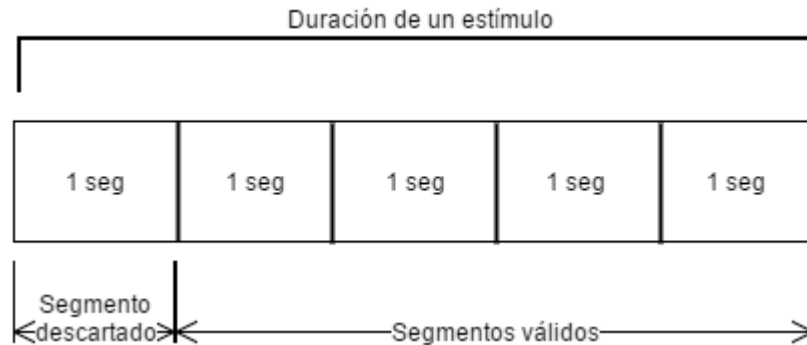 Duración de un estímulo
1 seg 1 seg 1 seg 1 seg 1 seg
Segmento
descartado
Segmentos válidos